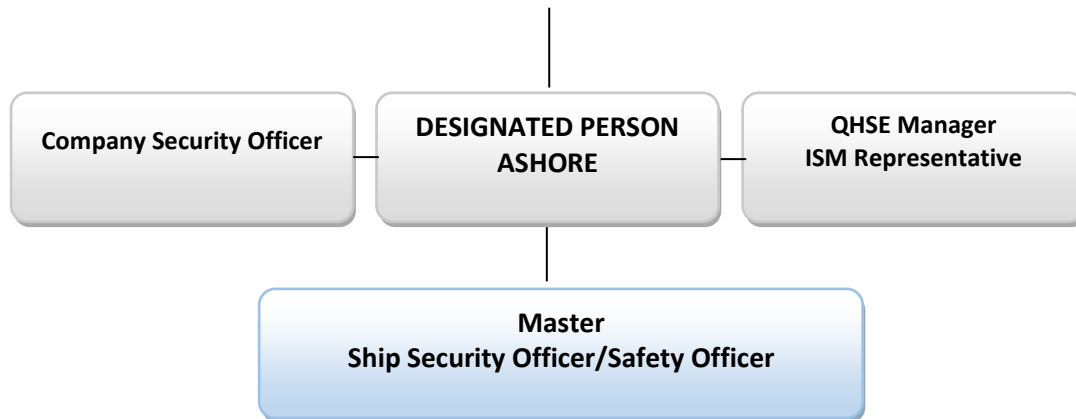 Company Security Officer
DESIGNATED PERSON
ASHORE
QHSE Manager
ISM Representative
Master
Ship Security Officer/Safety Officer